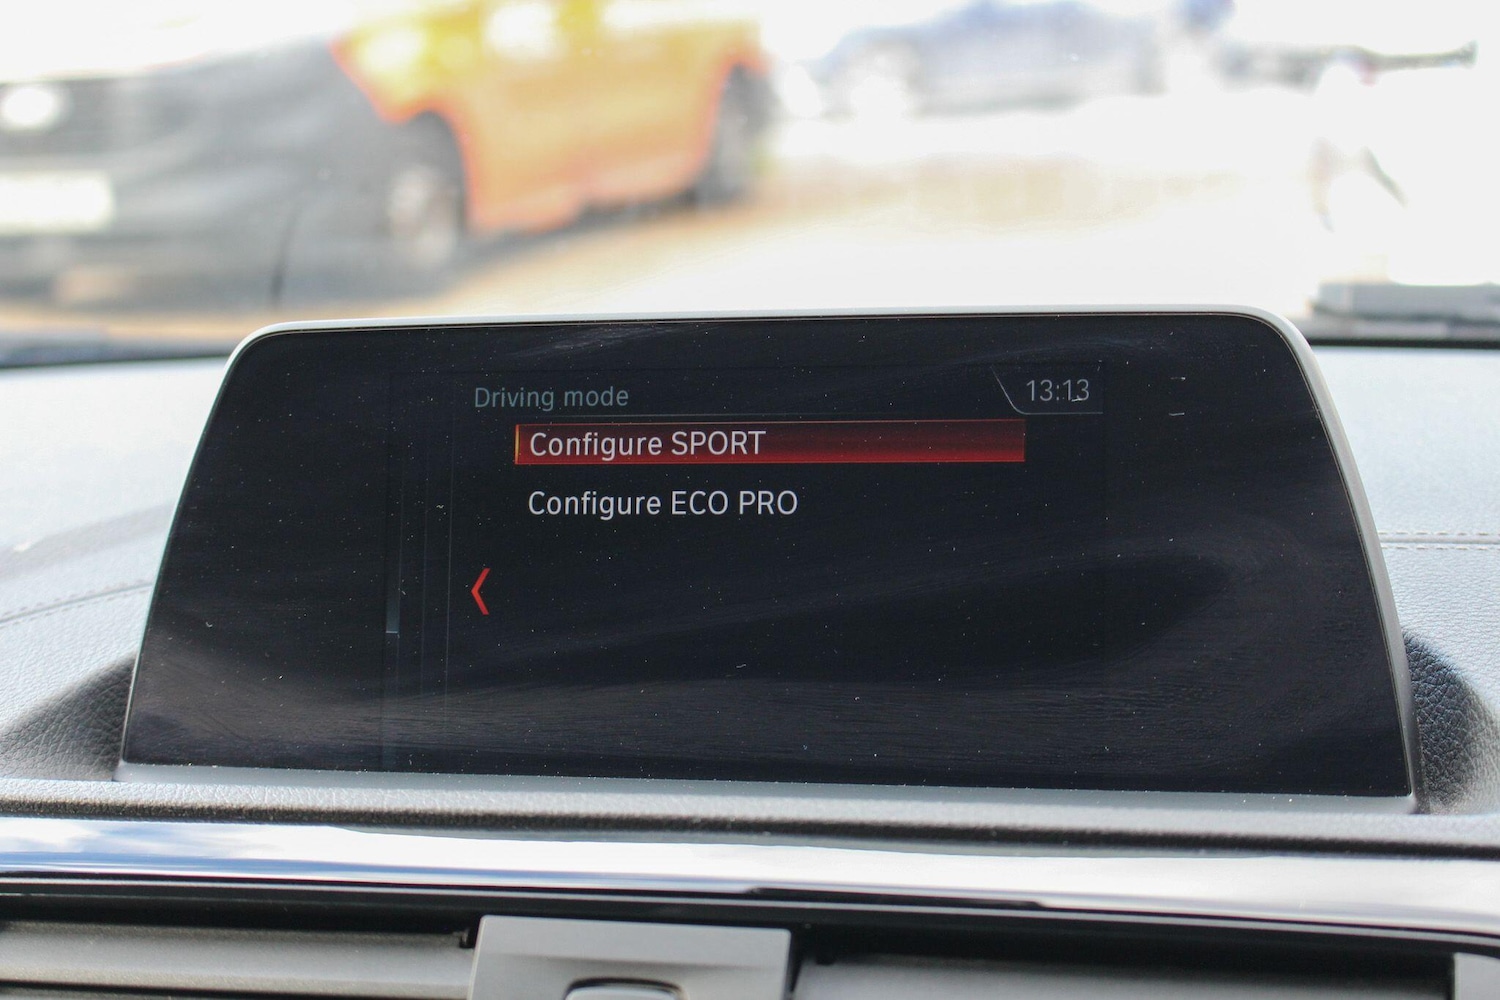 Driving mode
13:13
Configure SPORT
Configure ECO PRO